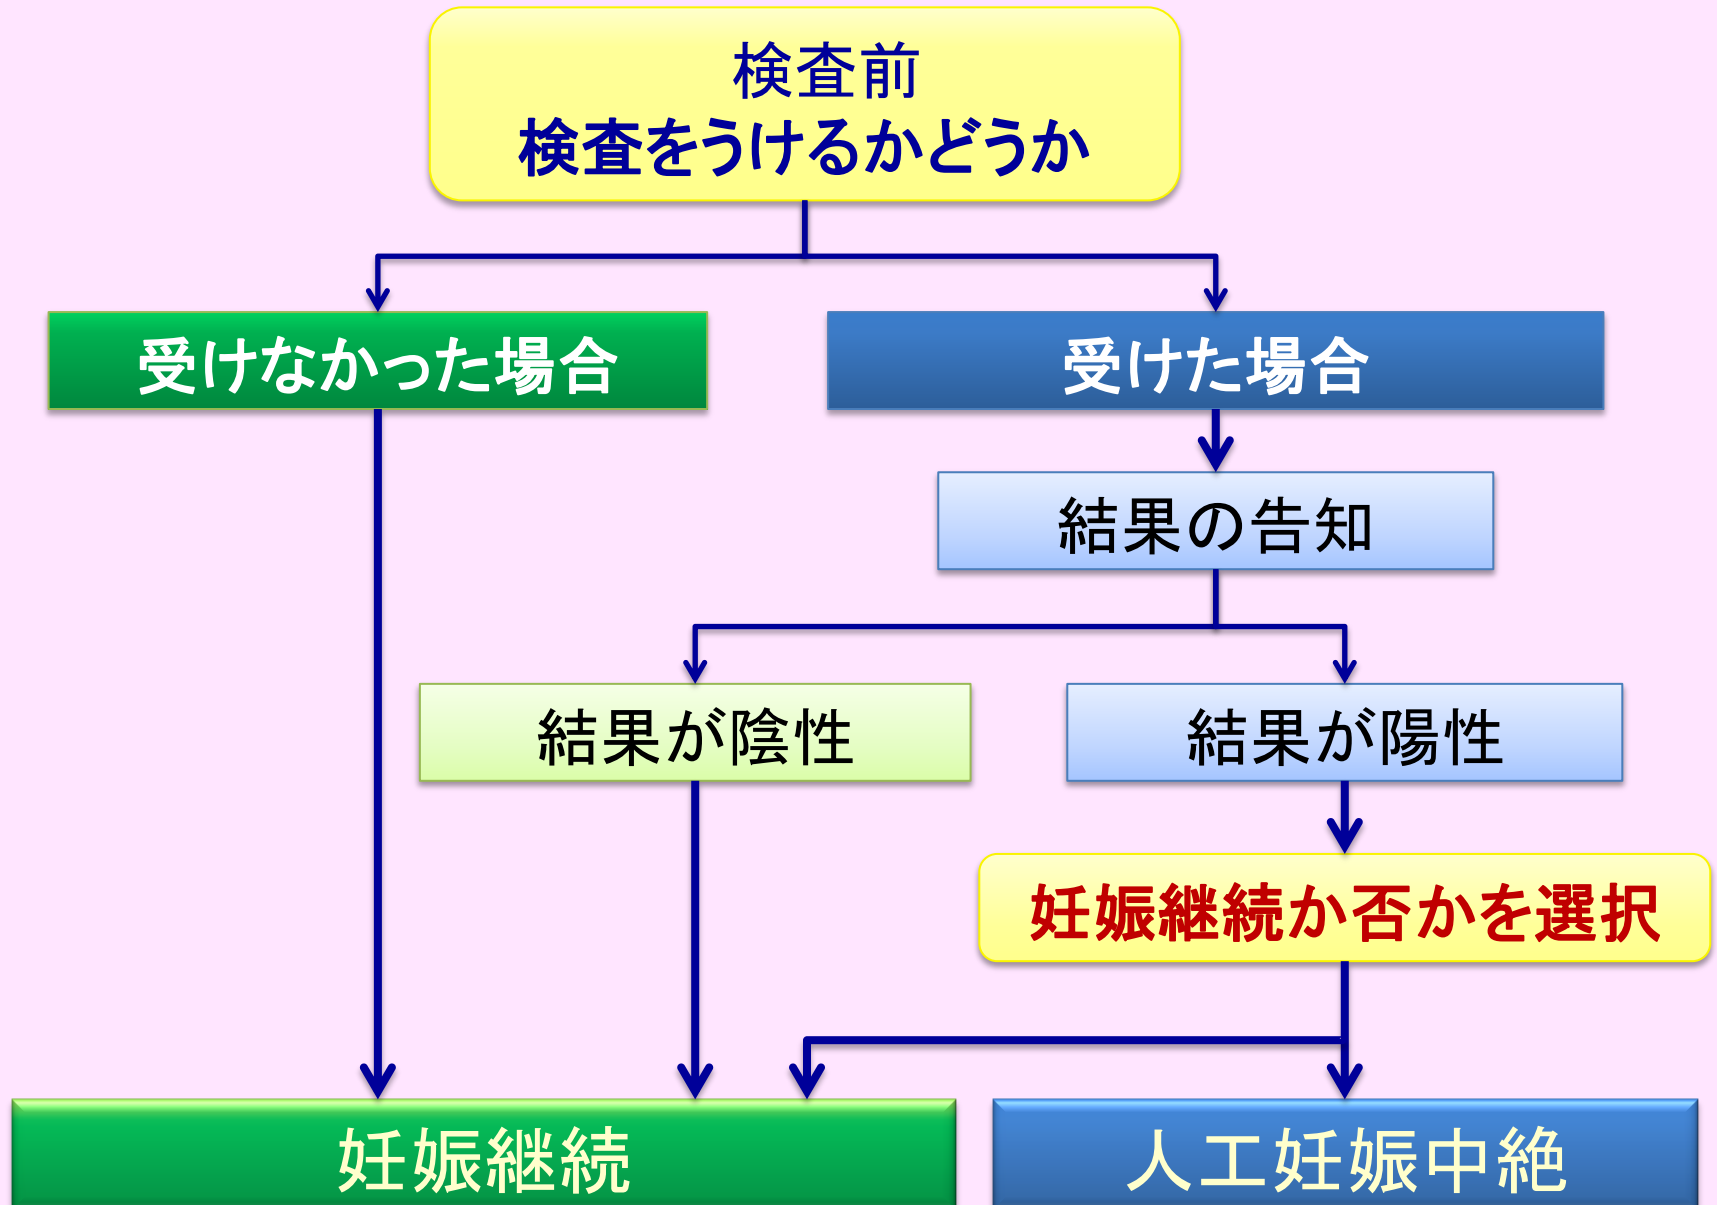 検査前
検査をうけるかどうか
受けなかった場合
受けた場合
結果の告知
結果が陰性
結果が陽性
妊娠継続か否かを選択
妊娠継続
人工妊娠中絶